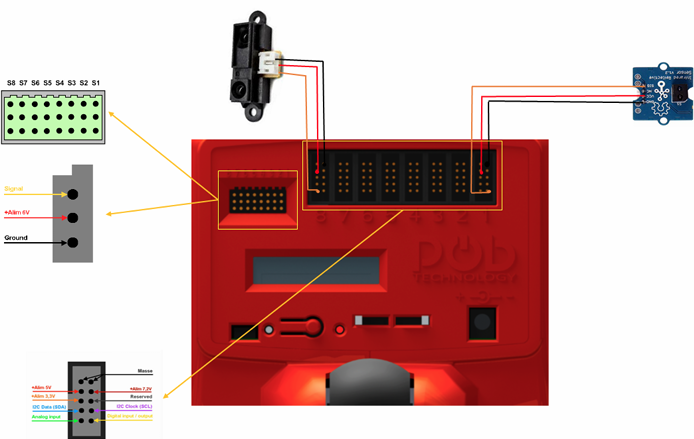 S8 S7 S6 S5 S4 S3 S2 S1
Signal
+Alim 6V
Ground
Infrared Reflective
Sensor v1.2
SIG
NC
VCC
GND
8 7 6 5 4 3 2 1
POB
TECHNOLOGY
Masse
+Alim 5V
+Alim 7,2V
+Alim 3,3V
Reserved
I2C Data (SDA)
I2C Clock (SCL)
Analog input
Digital input / output